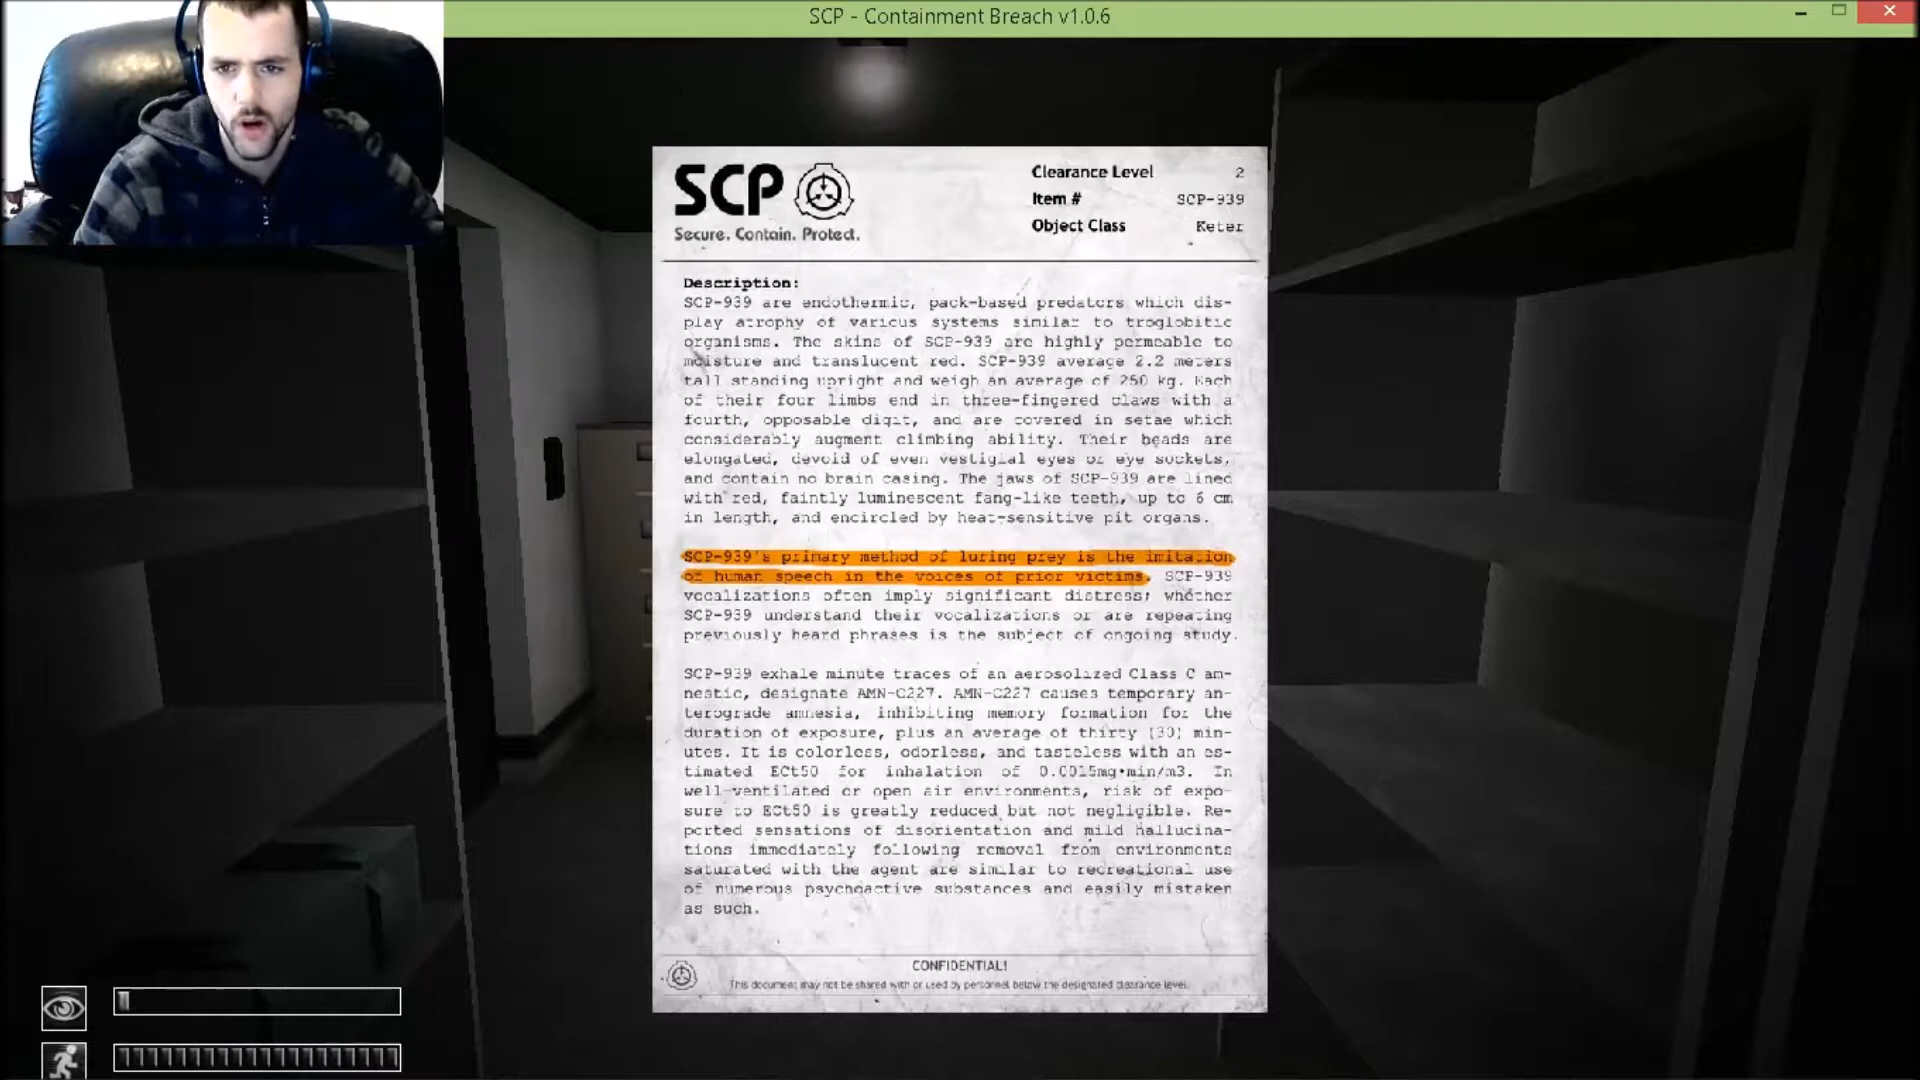 SCP - Containment Breach v1.0.6
SCP
Secure. Contain. Protect.
Clearance Level 2
Item # SCP-939
Object Class Keter
Description:
SCP-939 are endothermic, pack-based predators which dis-
play atrophy of various systems similar to troglobitic
organisms. The skins of SCP-939 are highly permeable to
moisture and translucent red. SCP-939 average 2.2 meters
tall standing upright and weigh an average of 250 kg. Each
of their four limbs end in three-fingered claws with a
fourth, opposable digit, and are covered in setae which
considerably augment climbing ability. Their heads are
elongated, devoid of even vestigial eyes or eye sockets,
and contain no brain casing. The jaws of SCP-939 are lined
with red, faintly luminescent fang-like teeth, up to 6 cm
in length, and encircled by heat-sensitive pit organs.
SCP-939's primary method of luring prey is the imitation
of human speech in the voices of prior victims. SCP-939
vocalizations often imply significant distress; whether
SCP-939 understand their vocalizations or are repeating
previously heard phrases is the subject of ongoing study.
SCP-939 exhale minute traces of an aerosolized Class C am-
nestic, designate AMN-C227. AMN-C227 causes temporary an-
terograde amnesia, inhibiting memory formation for the
duration of exposure, plus an average of thirty (30) min-
utes. It is colorless, odorless, and tasteless with an es-
timated ECt50 for inhalation of 0.0015mg•min/m3. In
well-ventilated or open air environments, risk of expo-
sure to ECt50 is greatly reduced but not negligible. Re-
ported sensations of disorientation and mild hallucina-
tions immediately following removal from environments
saturated with the agent are similar to recreational use
of numerous psychoactive substances and easily mistaken
as such.
CONFIDENTIAL!
This document may not be shared with or used by personnel below the designated clearance level.